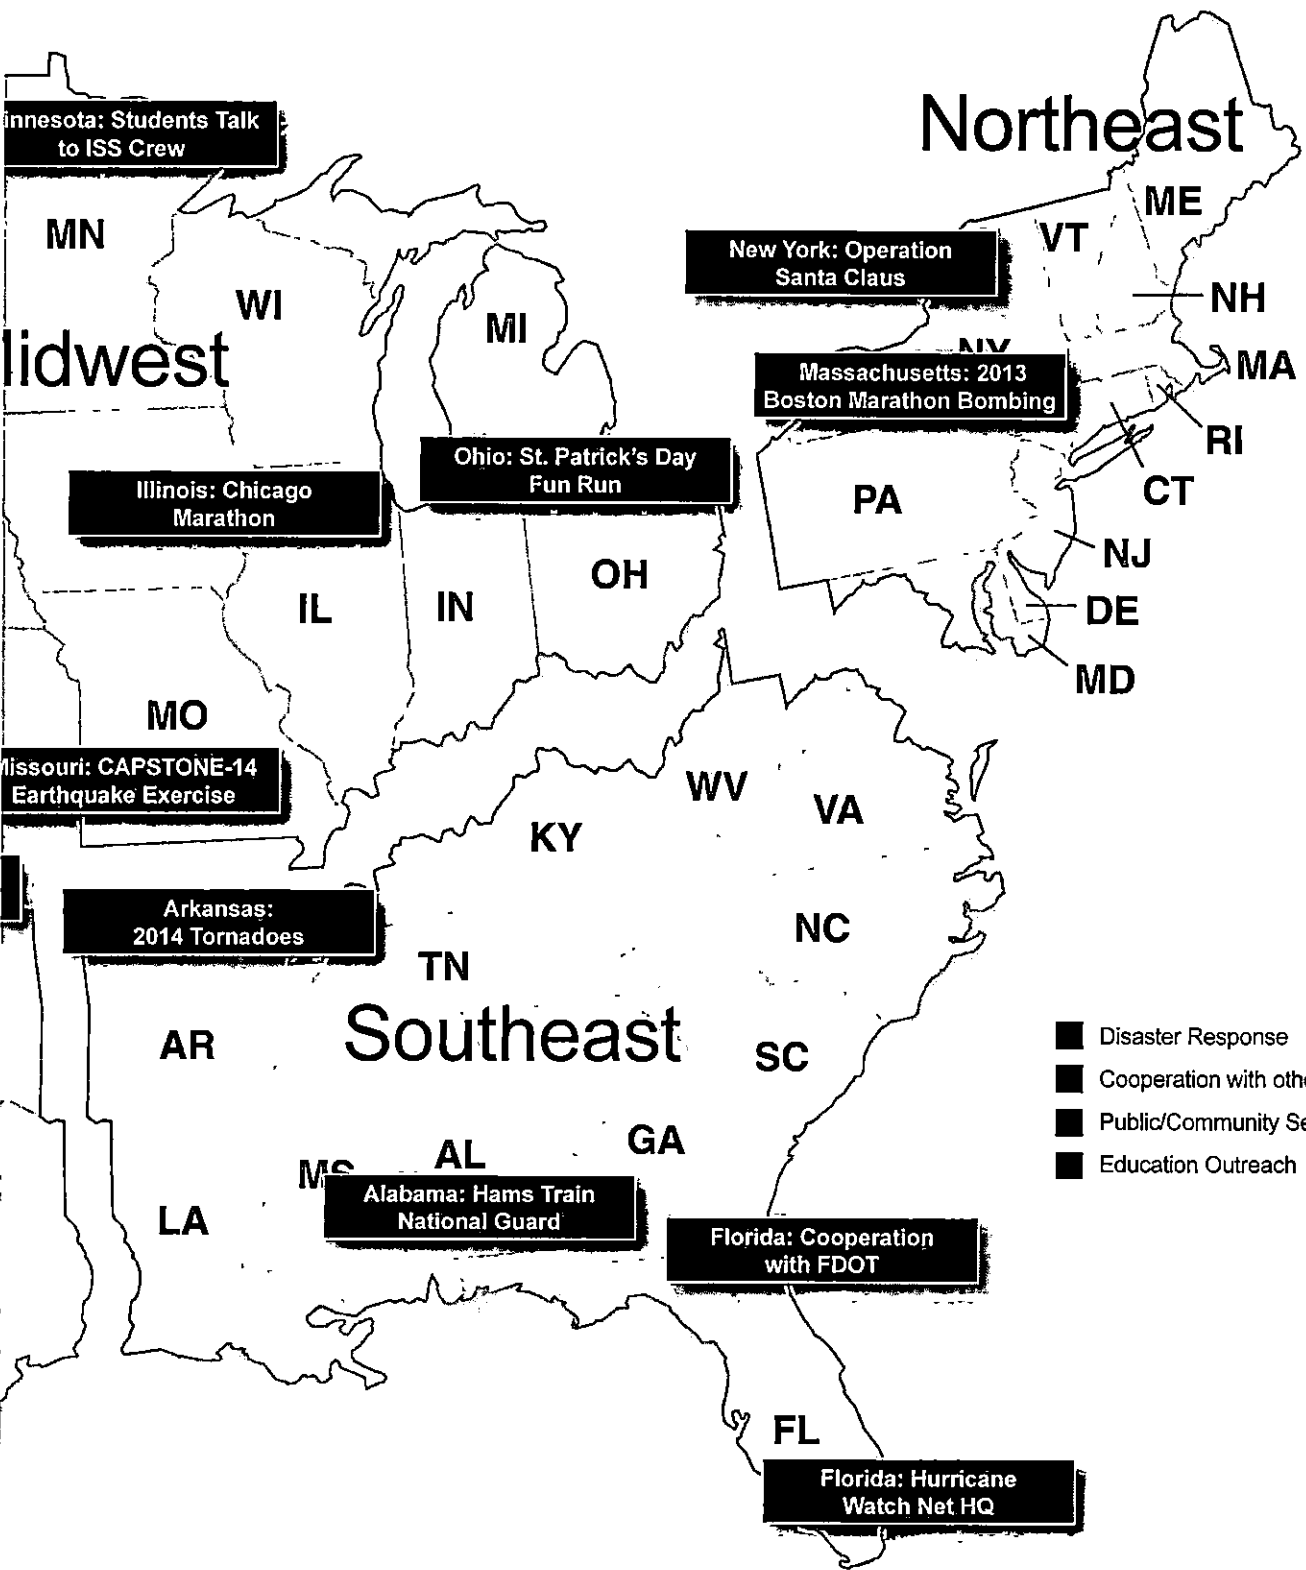 Northeast
innesota: Students Talk
to ISS Crew
ME
MN
VT
New York: Operation
Santa Claus
WI
NH
MI
NY
lidwest
MA
Massachusetts: 2013
Boston Marathon Bombing
RI
Ohio: St. Patrick's Day
Fun Run
Illinois: Chicago
Marathon
PA
CT
NJ
OH
IL
IN
DE
MD
MO
issouri: CAPSTONE-14
Earthquake Exercise
WV
VA
KY
Arkansas:
2014 Tornadoes
NC
TN
Southeast
AR
SC
Disaster Response
Cooperation with othe
Public/Community Se
Education Outreach
GA
AL
MS
Alabama: Hams Train
National Guard
LA
Florida: Cooperation
with FDOT
FL
Florida: Hurricane
Watch Net HQ